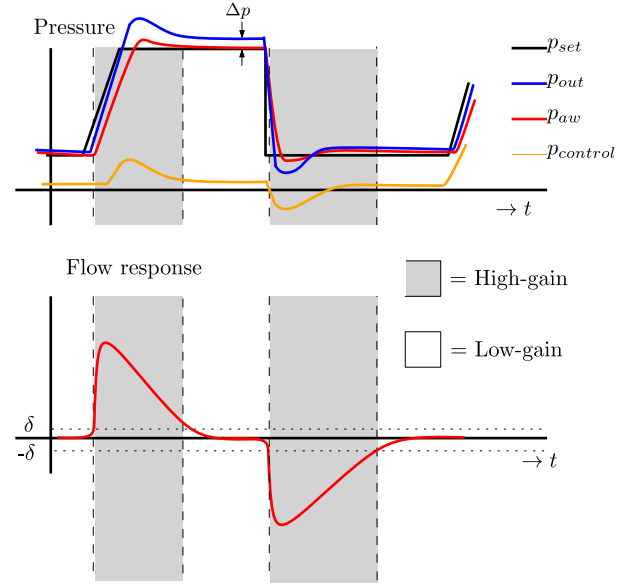 Pressure
Δp
p_set
p_out
p_aw
p_control
→ t
Flow response
= High-gain
= Low-gain
δ
-δ
→ t